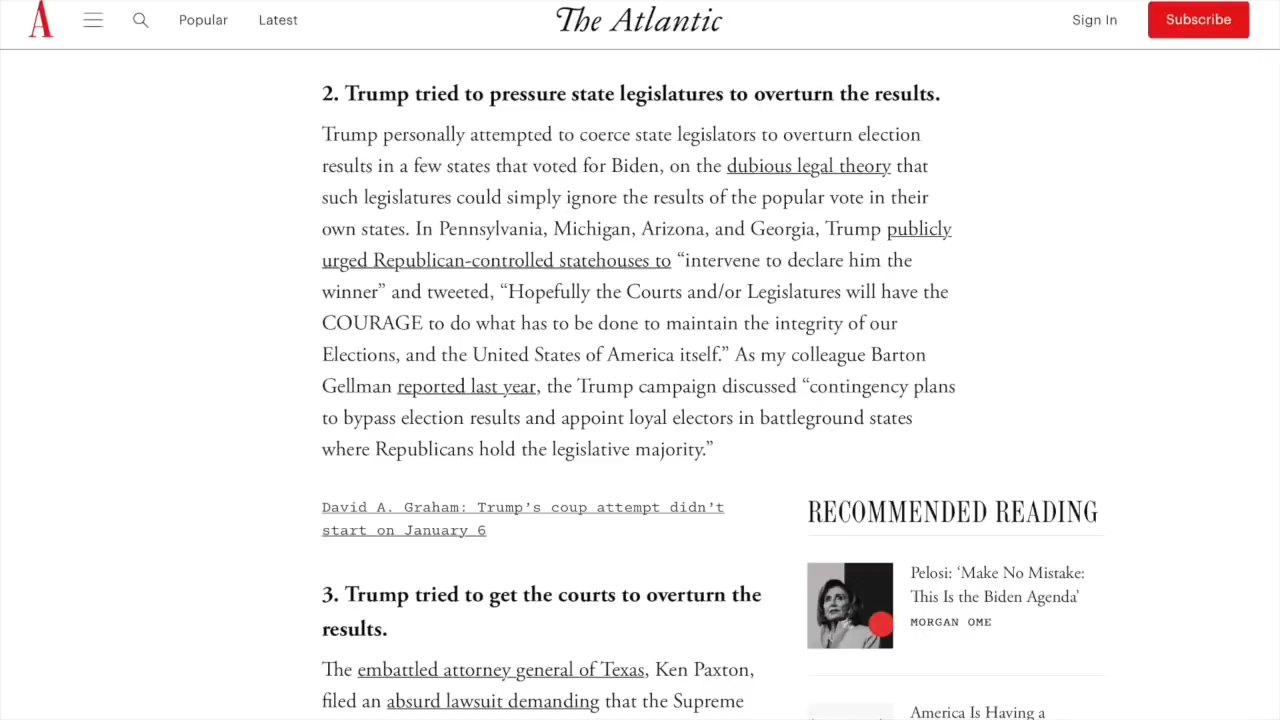 A
Popular
Latest
The Atlantic
Sign In
Subscribe
2. Trump tried to pressure state legislatures to overturn the results.
Trump personally attempted to coerce state legislators to overturn election
results in a few states that voted for Biden, on the dubious legal theory that
such legislatures could simply ignore the results of the popular vote in their
own states. In Pennsylvania, Michigan, Arizona, and Georgia, Trump publicly
urged Republican-controlled statehouses to “intervene to declare him the
winner” and tweeted, “Hopefully the Courts and/or Legislatures will have the
COURAGE to do what has to be done to maintain the integrity of our
Elections, and the United States of America itself.” As my colleague Barton
Gellman reported last year, the Trump campaign discussed “contingency plans
to bypass election results and appoint loyal electors in battleground states
where Republicans hold the legislative majority.”
David A. Graham: Trump’s coup attempt didn’t
start on January 6
3. Trump tried to get the courts to overturn the
results.
The embattled attorney general of Texas, Ken Paxton,
filed an absurd lawsuit demanding that the Supreme
RECOMMENDED READING
Pelosi: ‘Make No Mistake:
This Is the Biden Agenda’
MORGAN OME
America Is Having a